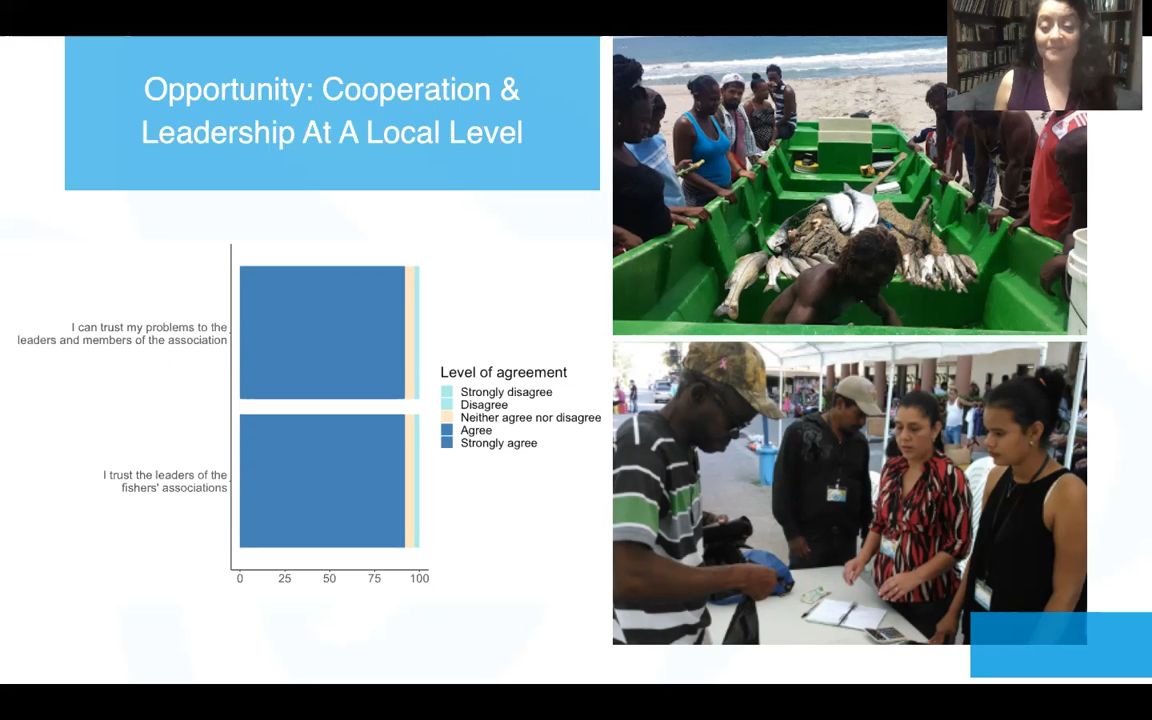 Opportunity: Cooperation &
Leadership At A Local Level
I can trust my problems to the
leaders and members of the association
I trust the leaders of the
fishers' associations
0 25 50 75 100
Level of agreement
Strongly disagree
Disagree
Neither agree nor disagree
Agree
Strongly agree